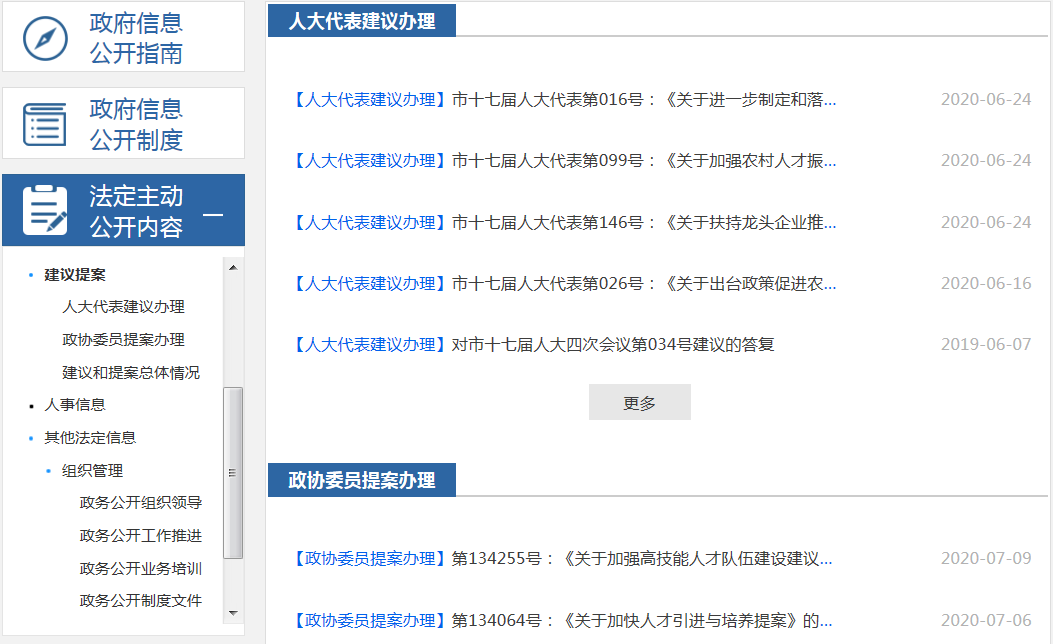 政府信息
公开指南
政府信息
公开制度
法定主动
公开内容
建议提案
人大代表建议办理
政协委员提案办理
建议和提案总体情况
人事信息
其他法定信息
组织管理
政务公开组织领导
政务公开工作推进
政务公开业务培训
政务公开制度文件
人大代表建议办理
【人大代表建议办理】市十七届人大代表第016号：《关于进一步制定和落... 2020-06-24
【人大代表建议办理】市十七届人大代表第099号：《关于加强农村人才振... 2020-06-24
【人大代表建议办理】市十七届人大代表第146号：《关于扶持龙头企业推... 2020-06-24
【人大代表建议办理】市十七届人大代表第026号：《关于出台政策促进农... 2020-06-16
【人大代表建议办理】对市十七届人大四次会议第034号建议的答复 2019-06-07
更多
政协委员提案办理
【政协委员提案办理】第134255号：《关于加强高技能人才队伍建设建议... 2020-07-09
【政协委员提案办理】第134064号：《关于加快人才引进与培养提案》的... 2020-07-06